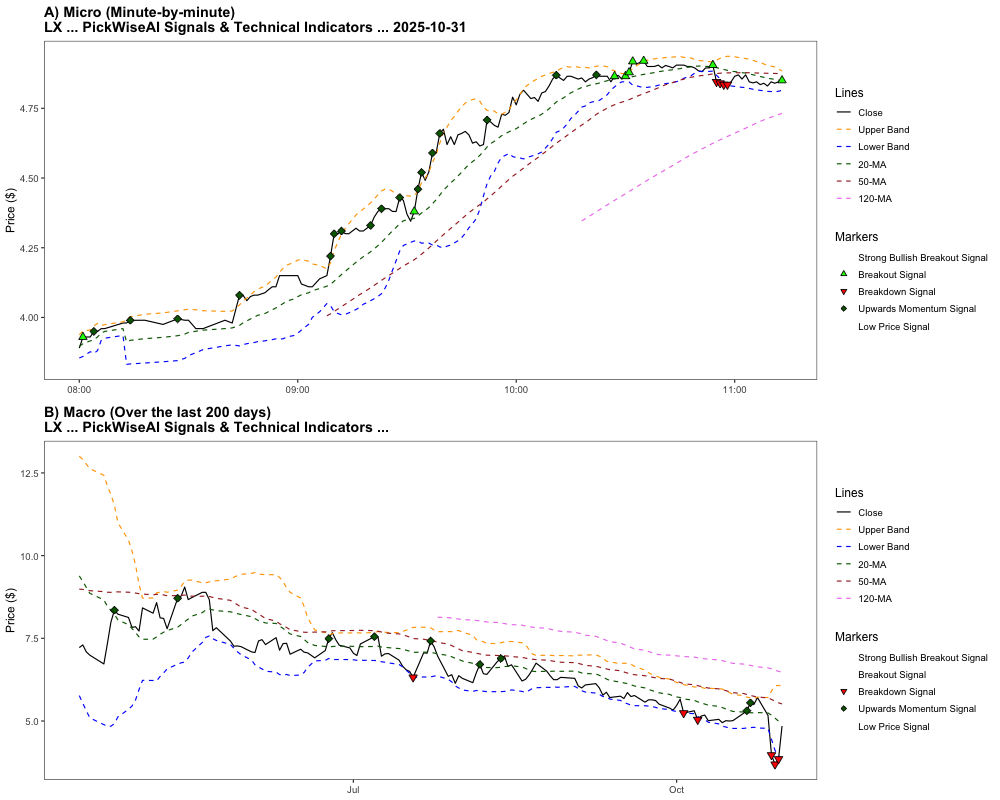 A) Micro (Minute-by-minute)
LX ... PickWiseAI Signals & Technical Indicators ... 2025-10-31
Price ($)
4.75
4.50
4.25
4.00
08:00
09:00
10:00
11:00
Lines
Close
Upper Band
Lower Band
20-MA
50-MA
120-MA
Markers
Strong Bullish Breakout Signal
Breakout Signal
Breakdown Signal
Upwards Momentum Signal
Low Price Signal
B) Macro (Over the last 200 days)
LX ... PickWiseAI Signals & Technical Indicators ...
Price ($)
12.5
10.0
7.5
5.0
Jul
Oct
Lines
Close
Upper Band
Lower Band
20-MA
50-MA
120-MA
Markers
Strong Bullish Breakout Signal
Breakout Signal
Breakdown Signal
Upwards Momentum Signal
Low Price Signal